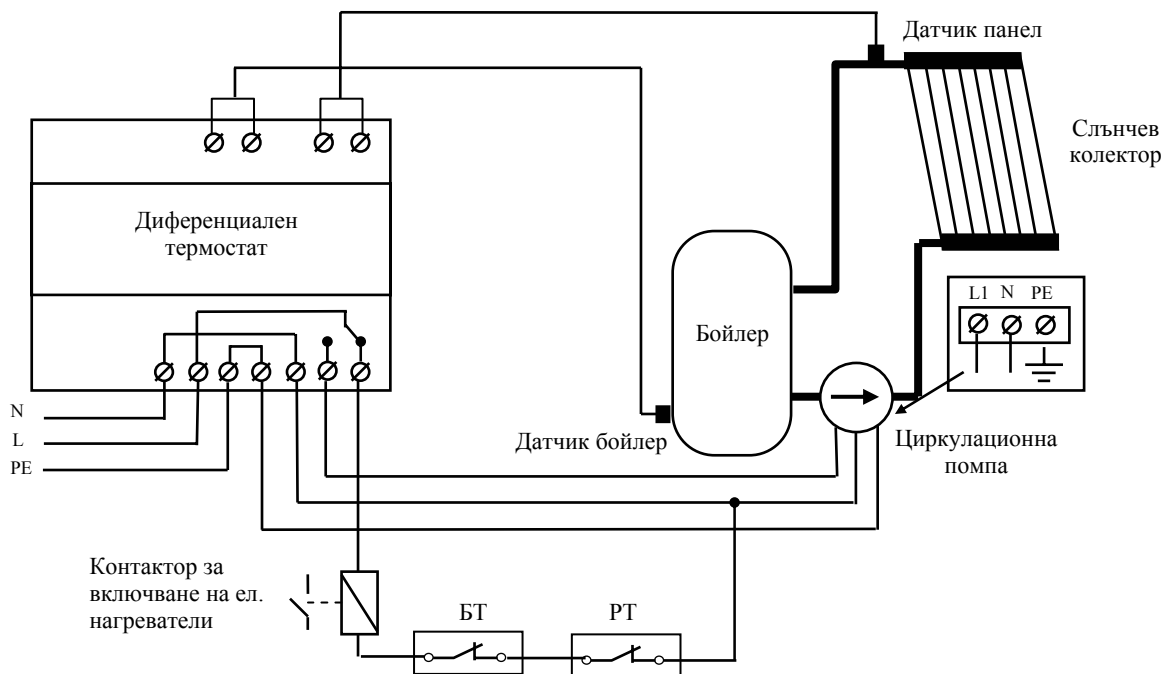 Датчик панел
Слънчев
колектор
Диференциален
термостат
L1 N PE
Бойлер
N
L
PE
Датчик бойлер
Циркулационна
помпа
Контактор за
включване на ел.
нагреватели
БТ
РТ